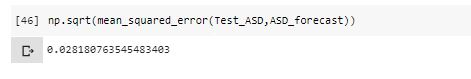 [46] np.sqrt(mean_squared_error(Test_ASD,ASD_forecast))
0.028180763545483403